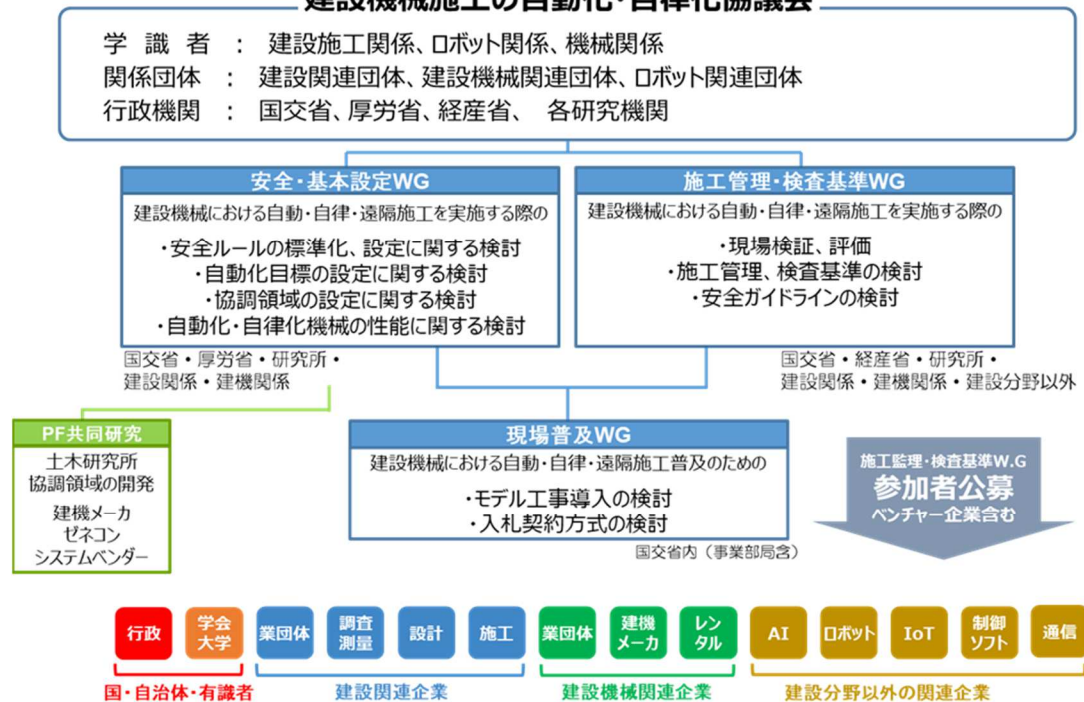 建設機械施工の自動化・自律化協議会
学 識 者 : 建設施工関係、ロボット関係、機械関係
関係団体 : 建設関連団体、建設機械関連団体、ロボット関連団体
行政機関 : 国交省、厚労省、経産省、 各研究機関
安全・基本設定WG
建設機械における自動・自律・遠隔施工を実施する際の
・安全ルールの標準化、設定に関する検討
・自動化目標の設定に関する検討
・協調領域の設定に関する検討
・自動化・自律化機械の性能に関する検討
国交省・厚労省・研究所・
建設関係・建機関係
施工管理・検査基準WG
建設機械における自動・自律・遠隔施工を実施する際の
・現場検証、評価
・施工管理、検査基準の検討
・安全ガイドラインの検討
国交省・経産省・研究所・
建設関係・建機関係・建設分野以外
PF共同研究
土木研究所
協調領域の開発
建機メーカ
ゼネコン
システムベンダー
現場普及WG
建設機械における自動・自律・遠隔施工普及のための
・モデル工事導入の検討
・入札契約方式の検討
国交省内（事業部局含）
施工監理・検査基準W.G
参加者公募
ベンチャー企業含む
行政
学会
大学
業団体
調査
測量
設計
施工
業団体
建機
メーカ
レン
タル
AI
ロボット
IoT
制御
ソフト
通信
国・自治体・有識者
建設関連企業
建設機械関連企業
建設分野以外の関連企業